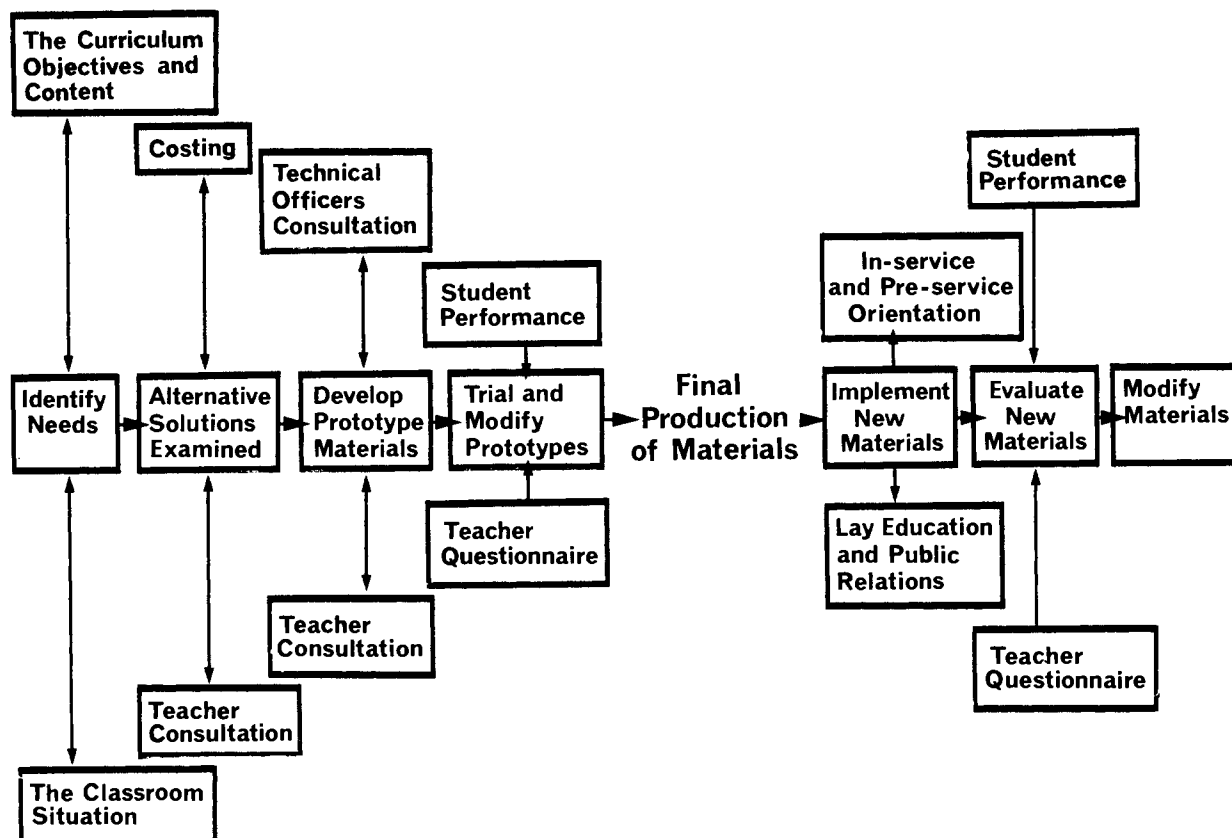 The Curriculum
Objectives and
Content
Costing
Technical
Officers
Consultation
Student
Performance
Student
Performance
In-service
and Pre-service
Orientation
Identify
Needs
Alternative
Solutions
Examined
Develop
Prototype
Materials
Trial and
Modify
Prototypes
Final
Production
of Materials
Implement
New
Materials
Evaluate
New
Materials
Modify
Materials
Teacher
Questionnaire
Lay Education
and Public
Relations
Teacher
Consultation
Teacher
Questionnaire
Teacher
Consultation
The Classroom
Situation